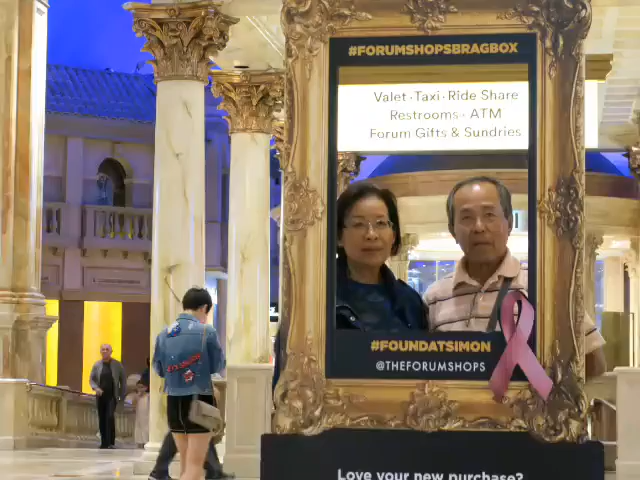 #FORUMSHOPSBRAGBOX
Valet · Taxi · Ride Share
Restrooms · ATM
Forum Gifts & Sundries
#FOUNDATSIMON
@THEFORUMSHOPS
Love your new purchase?